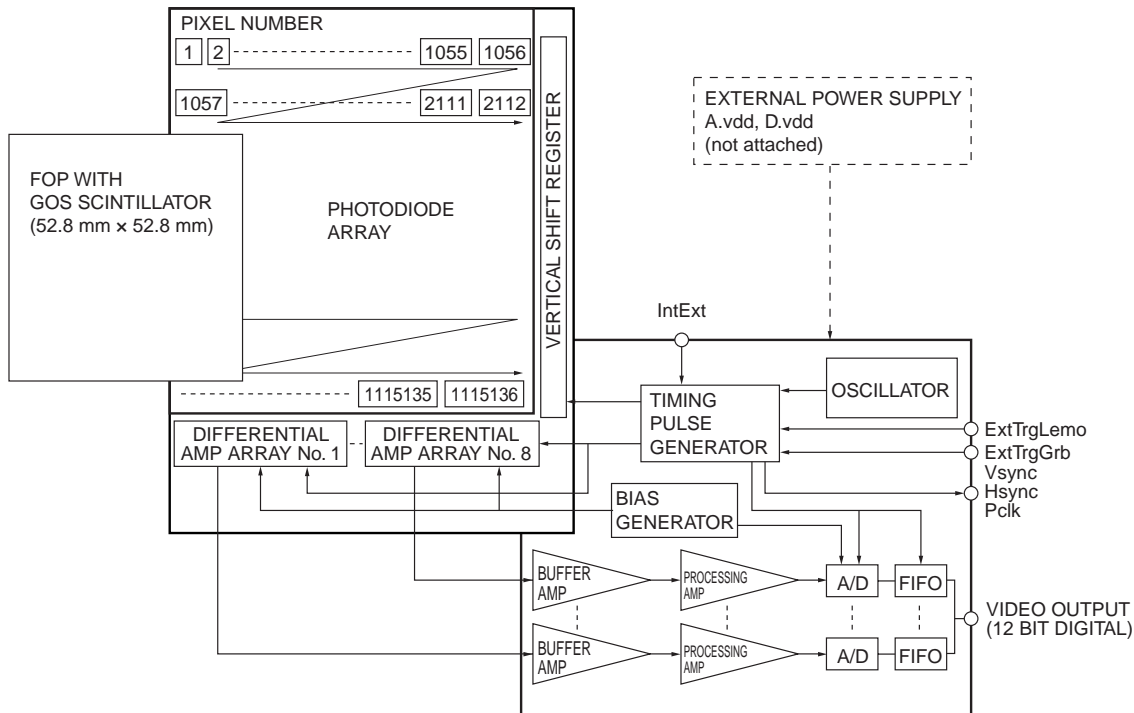 PIXEL NUMBER
1 2 1055 1056
1057 2111 2112
FOP WITH
GOS SCINTILLATOR
(52.8 mm × 52.8 mm)
PHOTODIODE
ARRAY
VERTICAL SHIFT REGISTER
1115135 1115136
EXTERNAL POWER SUPPLY
A.vdd, D.vdd
(not attached)
IntExt
TIMING
PULSE
GENERATOR
OSCILLATOR
DIFFERENTIAL
AMP ARRAY No. 1
DIFFERENTIAL
AMP ARRAY No. 8
ExtTrgLemo
ExtTrgGrb
Vsync
Hsync
Pclk
BIAS
GENERATOR
BUFFER
AMP
PROCESSING
AMP
A/D
FIFO
BUFFER
AMP
PROCESSING
AMP
A/D
FIFO
VIDEO OUTPUT
(12 BIT DIGITAL)